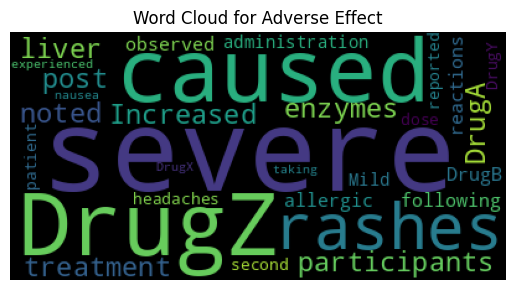 Word Cloud for Adverse Effect
liver observed administration
experienced
post nausea
caused
reported reactions DrugY
noted Increased enzymes DrugA
dose
severe
patient DrugX taking Mild DrugB
DrugZ
headaches allergic following
rashes
treatment second participants